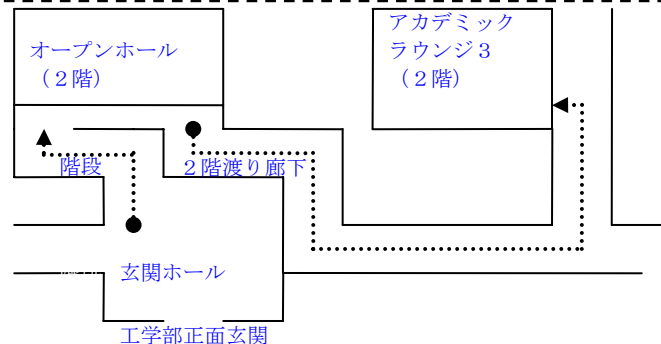 オープンホール
（２階）
アカデミック
ラウンジ３
（２階）
階段
２階渡り廊下
玄関ホール
工学部正面玄関